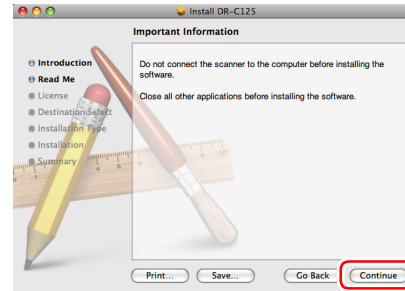 Install DR-C125
Important Information
Introduction
Read Me
License
Destination Select
Installation Type
Installation
Summary
Do not connect the scanner to the computer before installing the
software.
Close all other applications before installing the software.
Print... Save... Go Back Continue